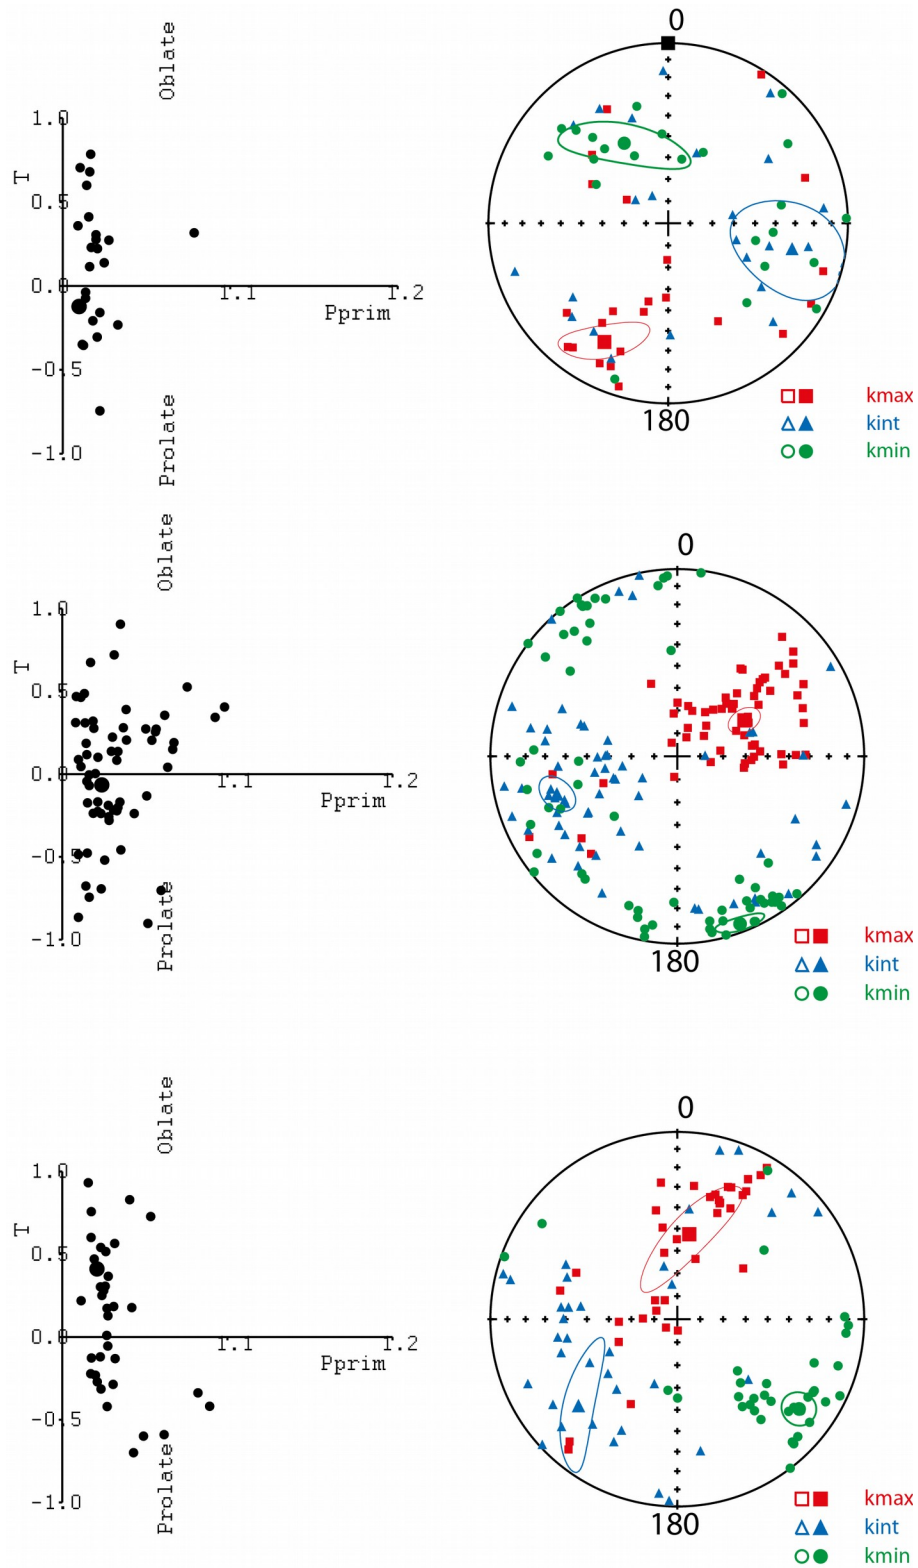 Oblate
0
1.0
T
0.5
0.0
1.1
1.2
Pprim
-0.5
-1.0
Prolate
180
kmax
kint
kmin
Oblate
0
1.0
T
0.5
0.0
1.1
1.2
Pprim
-0.5
-1.0
Prolate
180
kmax
kint
kmin
Oblate
0
1.0
T
0.5
0.0
1.1
1.2
Pprim
-0.5
-1.0
Prolate
180
kmax
kint
kmin